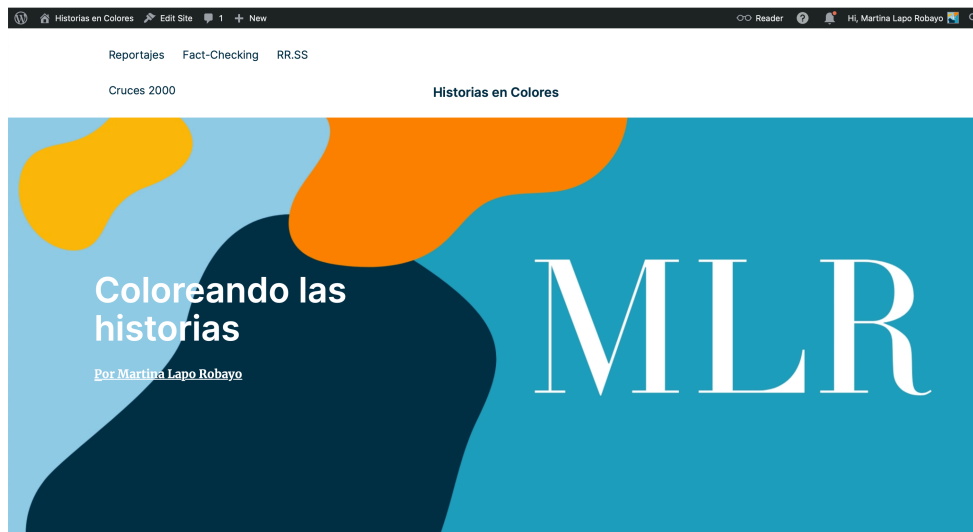 Historias en Colores Edit Site 1 New Reader Hi, Martina Lapo Robayo
Reportajes Fact-Checking RR.SS
Cruces 2000 Historias en Colores
Coloreando las
historias
Por Martina Lapo Robayo
MLR